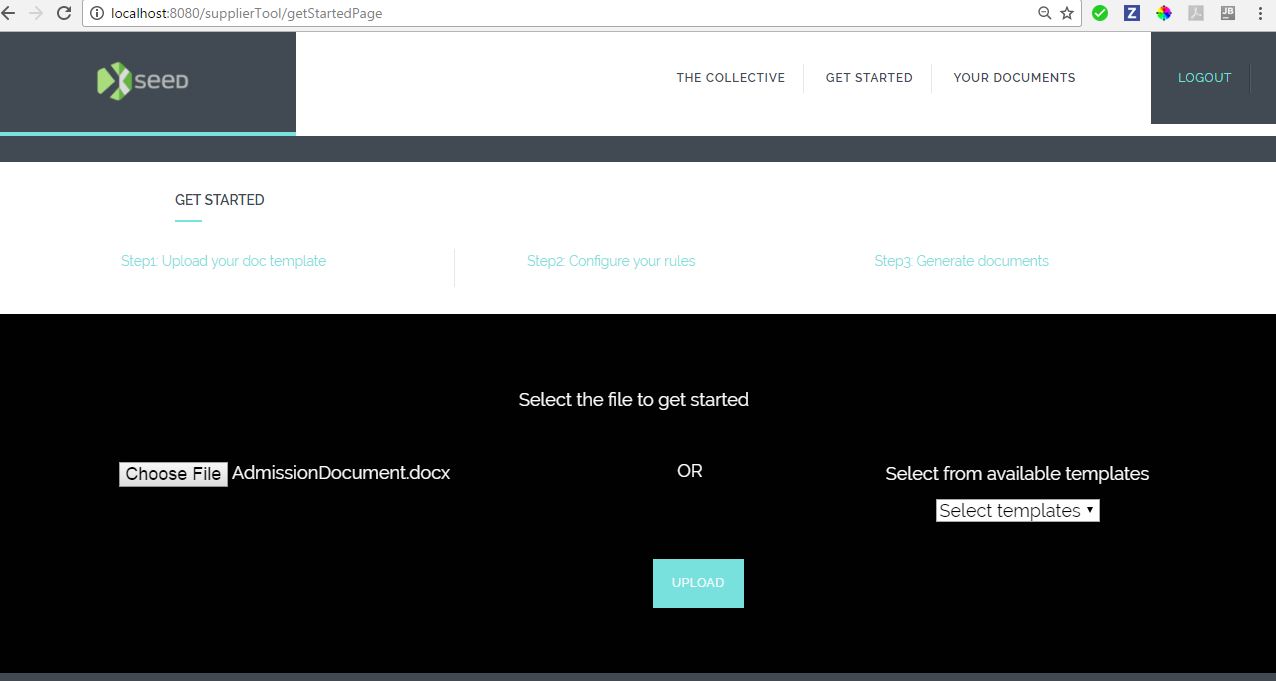 localhost:8080/supplierTool/getStartedPage
Z
JB
seed
THE COLLECTIVE
GET STARTED
YOUR DOCUMENTS
LOGOUT
GET STARTED
Step1: Upload your doc template
Step2: Configure your rules
Step3: Generate documents
Select the file to get started
Choose File AdmissionDocument.docx
OR
Select from available templates
Select templates
UPLOAD